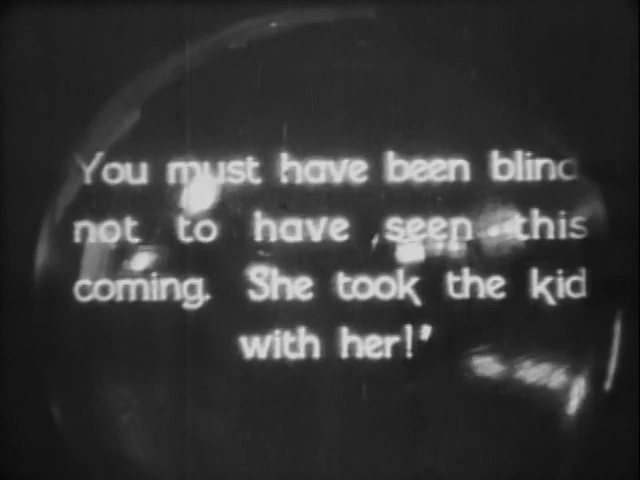 You must have been blind
not to have seen this
coming. She took the kid
with her!"